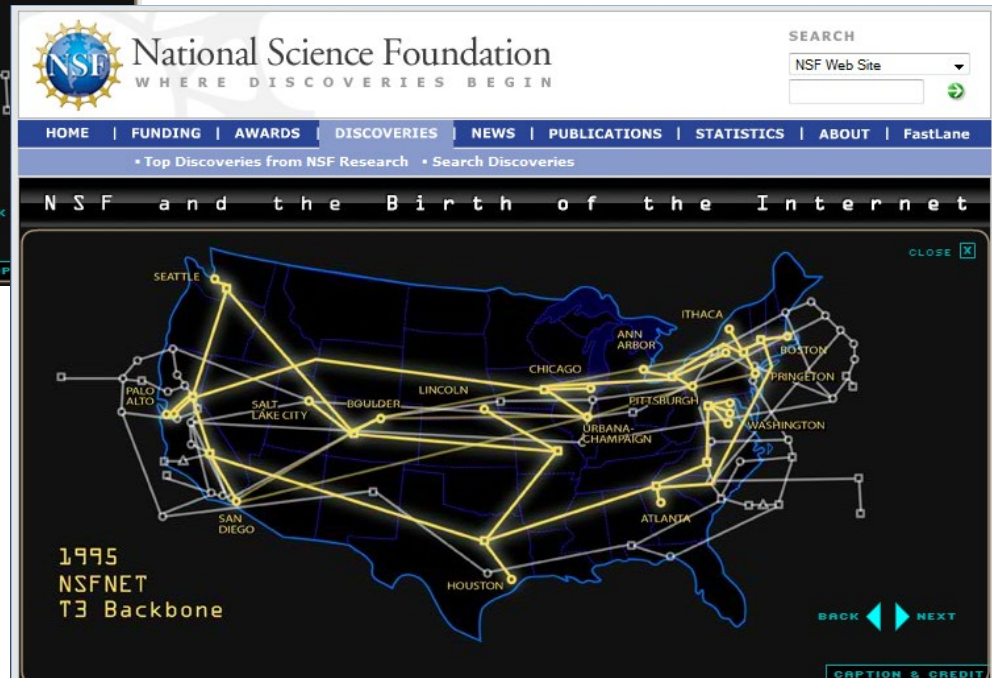 NSF
National Science Foundation
WHERE DISCOVERIES BEGIN
SEARCH
NSF Web Site
HOME | FUNDING | AWARDS | DISCOVERIES | NEWS | PUBLICATIONS | STATISTICS | ABOUT | FastLane
• Top Discoveries from NSF Research • Search Discoveries
NSF and the Birth of the Internet
CLOSE X
SEATTLE
ITHACA
ANN
ARBOR
BOSTON
CHICAGO
PRINCETON
PALO
ALTO
SALT
LAKE CITY
BOULDER
LINCOLN
PITTSBURGH
URBANA-
CHAMPAIGN
WASHINGTON
SAN
DIEGO
ATLANTA
HOUSTON
1995
NSFNET
T3 Backbone
BACK NEXT
CAPTION & CREDIT